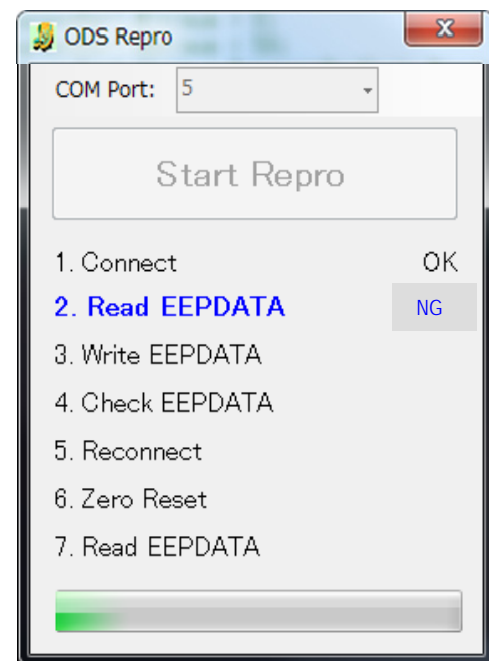 ODS Repro
COM Port: 5
Start Repro
1. Connect OK
2. Read EEPDATA NG
3. Write EEPDATA
4. Check EEPDATA
5. Reconnect
6. Zero Reset
7. Read EEPDATA